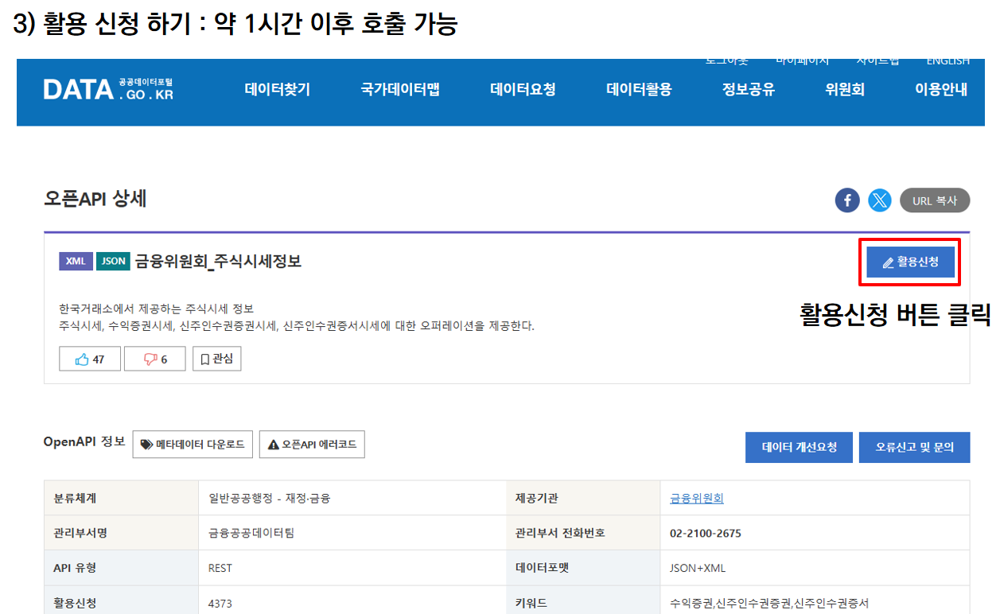 3) 활용 신청 하기 : 약 1시간 이후 호출 가능
로그아웃 마이페이지 사이트맵 ENGLISH
DATA 공공데이터포털 . GO . KR
데이터찾기 국가데이터맵 데이터요청 데이터활용 정보공유 위원회 이용안내
오픈API 상세
f X URL 복사
XML JSON 금융위원회_주식시세정보
활용신청
한국거래소에서 제공하는 주식시세 정보
활용신청 버튼 클릭
주식시세, 수익증권시세, 신주인수권증권시세, 신주인수권증서시세에 대한 오퍼레이션을 제공한다.
47 6 관심
OpenAPI 정보 메타데이터 다운로드 오픈API 에러코드
데이터 개선요청 오류신고 및 문의
분류체계 일반공공행정 - 재정·금융 제공기관 금융위원회
관리부서명 금융공공데이터팀 관리부서 전화번호 02-2100-2675
API 유형 REST 데이터포맷 JSON+XML
활용신청 4373 키워드 수익증권,신주인수권증권,신주인수권증서